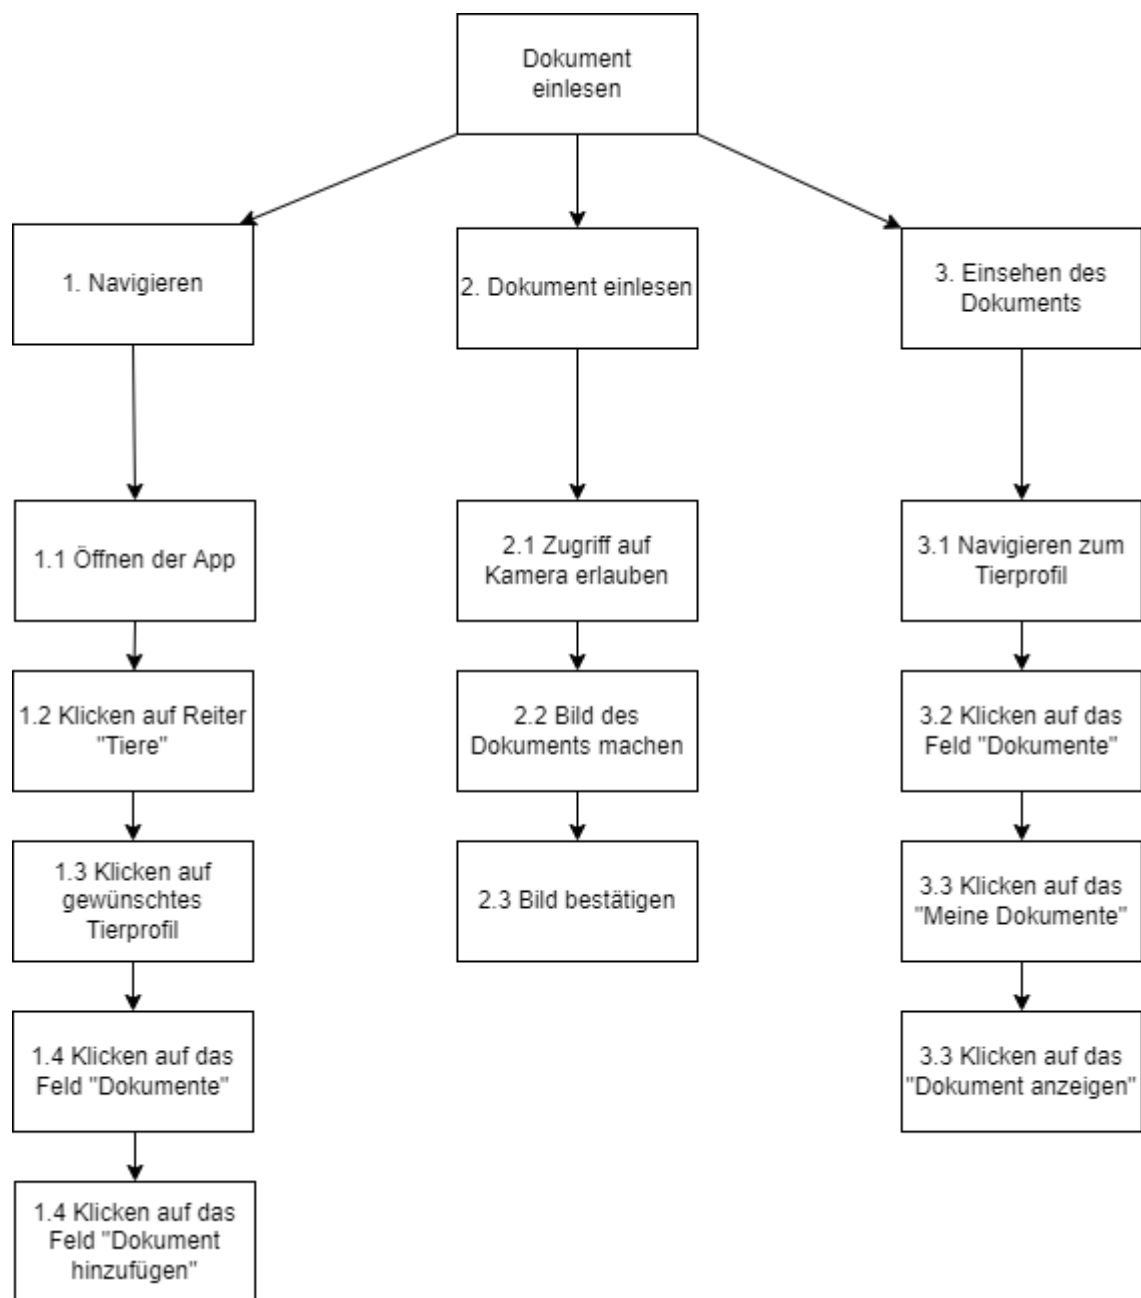 Dokument
einlesen
1. Navigieren
2. Dokument einlesen
3. Einsehen des
Dokuments
1.1 Öffnen der App
2.1 Zugriff auf
Kamera erlauben
3.1 Navigieren zum
Tierprofil
1.2 Klicken auf Reiter
"Tiere"
2.2 Bild des
Dokuments machen
3.2 Klicken auf das
Feld "Dokumente"
1.3 Klicken auf
gewünschtes
Tierprofil
2.3 Bild bestätigen
3.3 Klicken auf das
"Meine Dokumente"
1.4 Klicken auf das
Feld "Dokumente"
3.3 Klicken auf das
"Dokument anzeigen"
1.4 Klicken auf das
Feld "Dokument
hinzufügen"